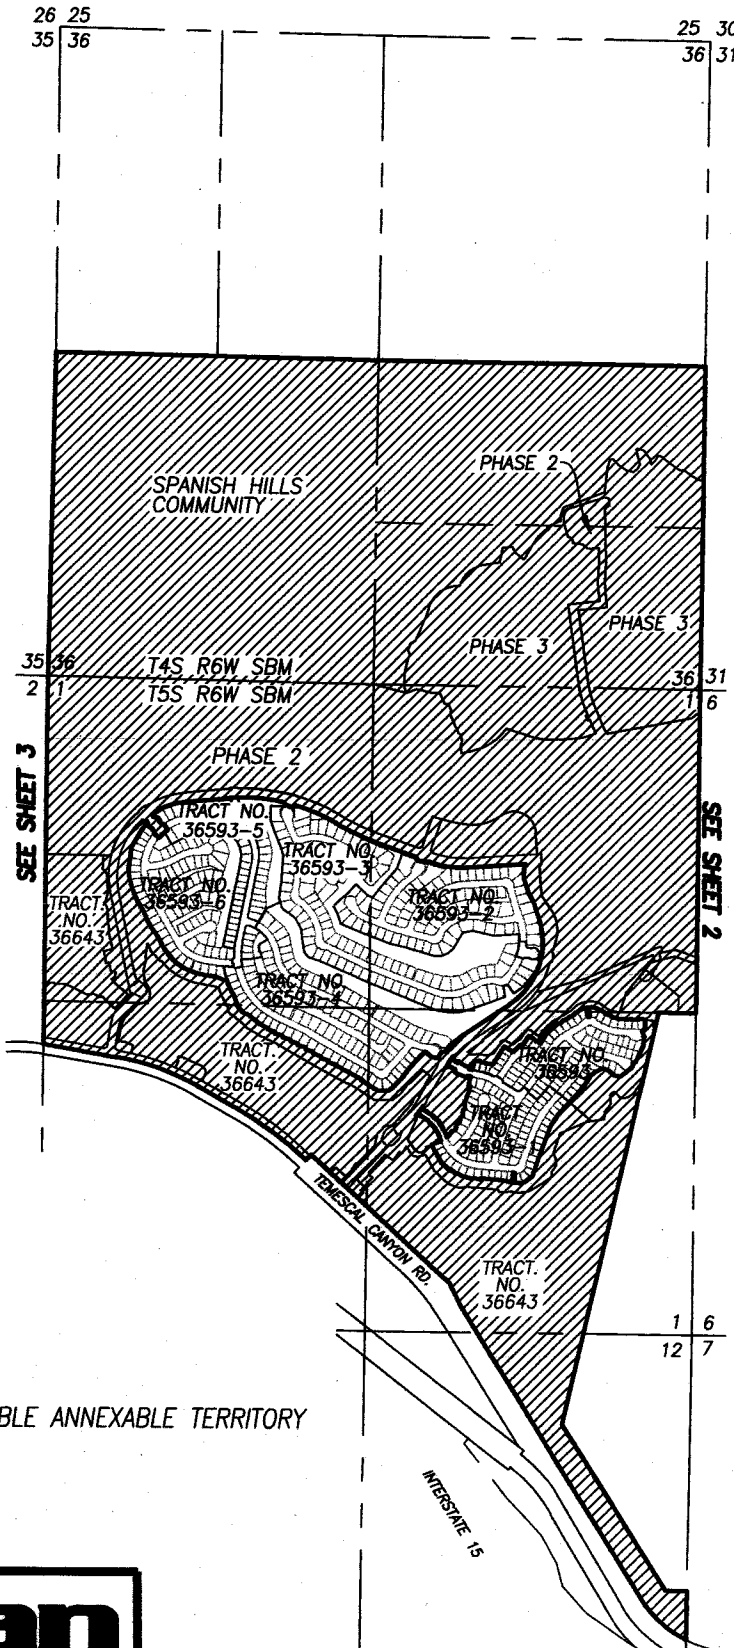 26 25
35 36
25 30
36 31
SPANISH HILLS
COMMUNITY
PHASE 2
PHASE 3
PHASE 3
35 36
2 1
T4S R6W SBM
T5S R6W SBM
36 31
1 6
PHASE 2
SEE SHEET 3
SEE SHEET 2
TRACT NO.
36593-5
TRACT NO.
36593-3
TRACT NO.
36593-6
TRACT NO.
36593-2
TRACT.
NO.
36643
TRACT NO.
36593-4
TRACT.
NO.
36643
TRACT NO.
36593
TRACT
NO.
36593-1
TEMESCAL CANYON RD.
TRACT.
NO.
36643
1 6
12 7
BLE ANNEXABLE TERRITORY
INTERSTATE 15
an